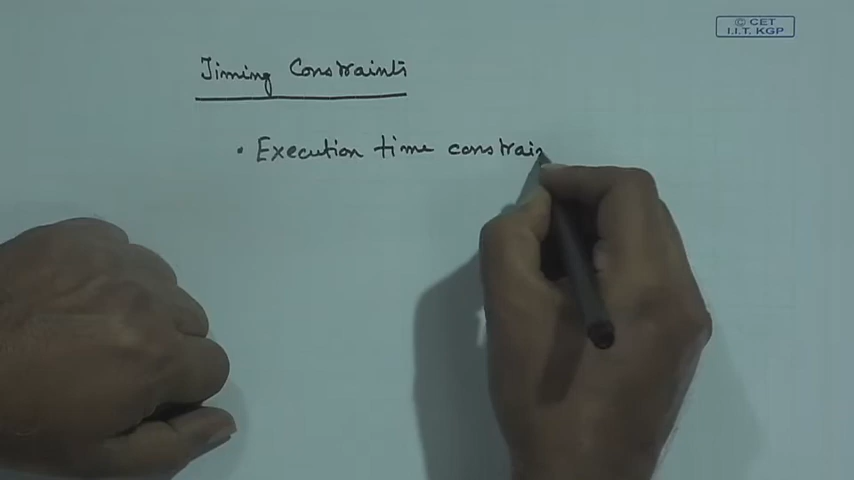 © CET
I.I.T. KGP
Timing Constraints
• Execution time constrain